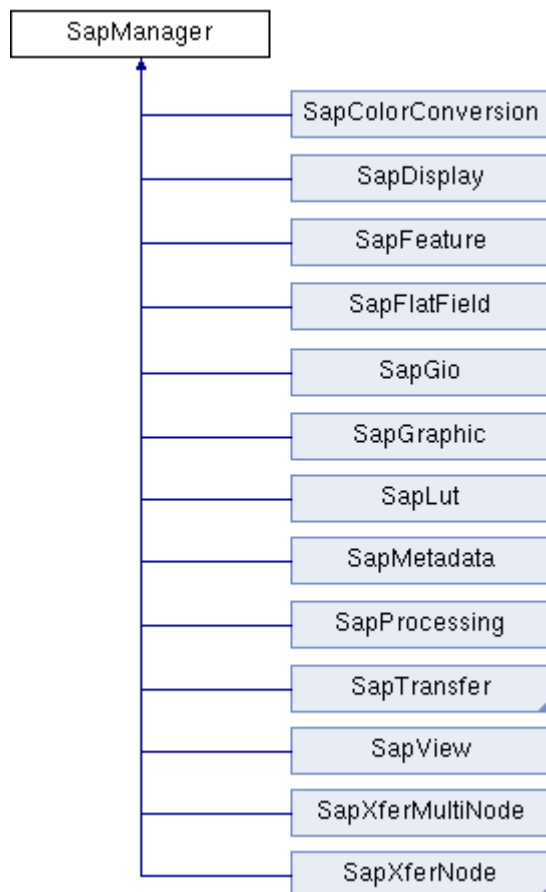 SapManager
SapColorConversion
SapDisplay
SapFeature
SapFlatField
SapGio
SapGraphic
SapLut
SapMetadata
SapProcessing
SapTransfer
SapView
SapXferMultiNode
SapXferNode